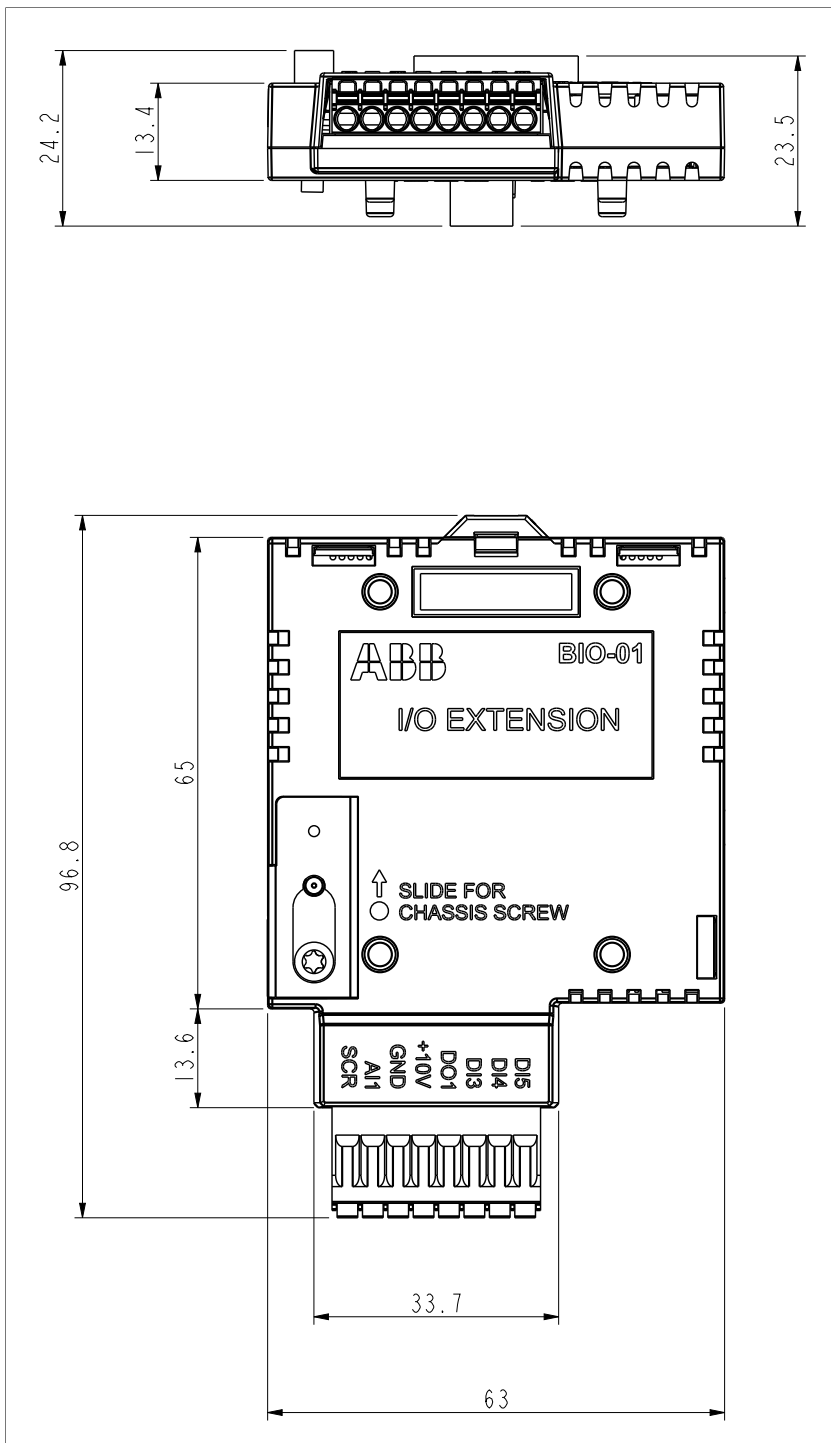 24.2
13.4
23.5
ABB
BIO-01
I/O EXTENSION
65
96.8
SLIDE FOR
CHASSIS SCREW
13.6
SCR
AI1
GND
+10V
DO1
DI3
DI4
DI5
33.7
63